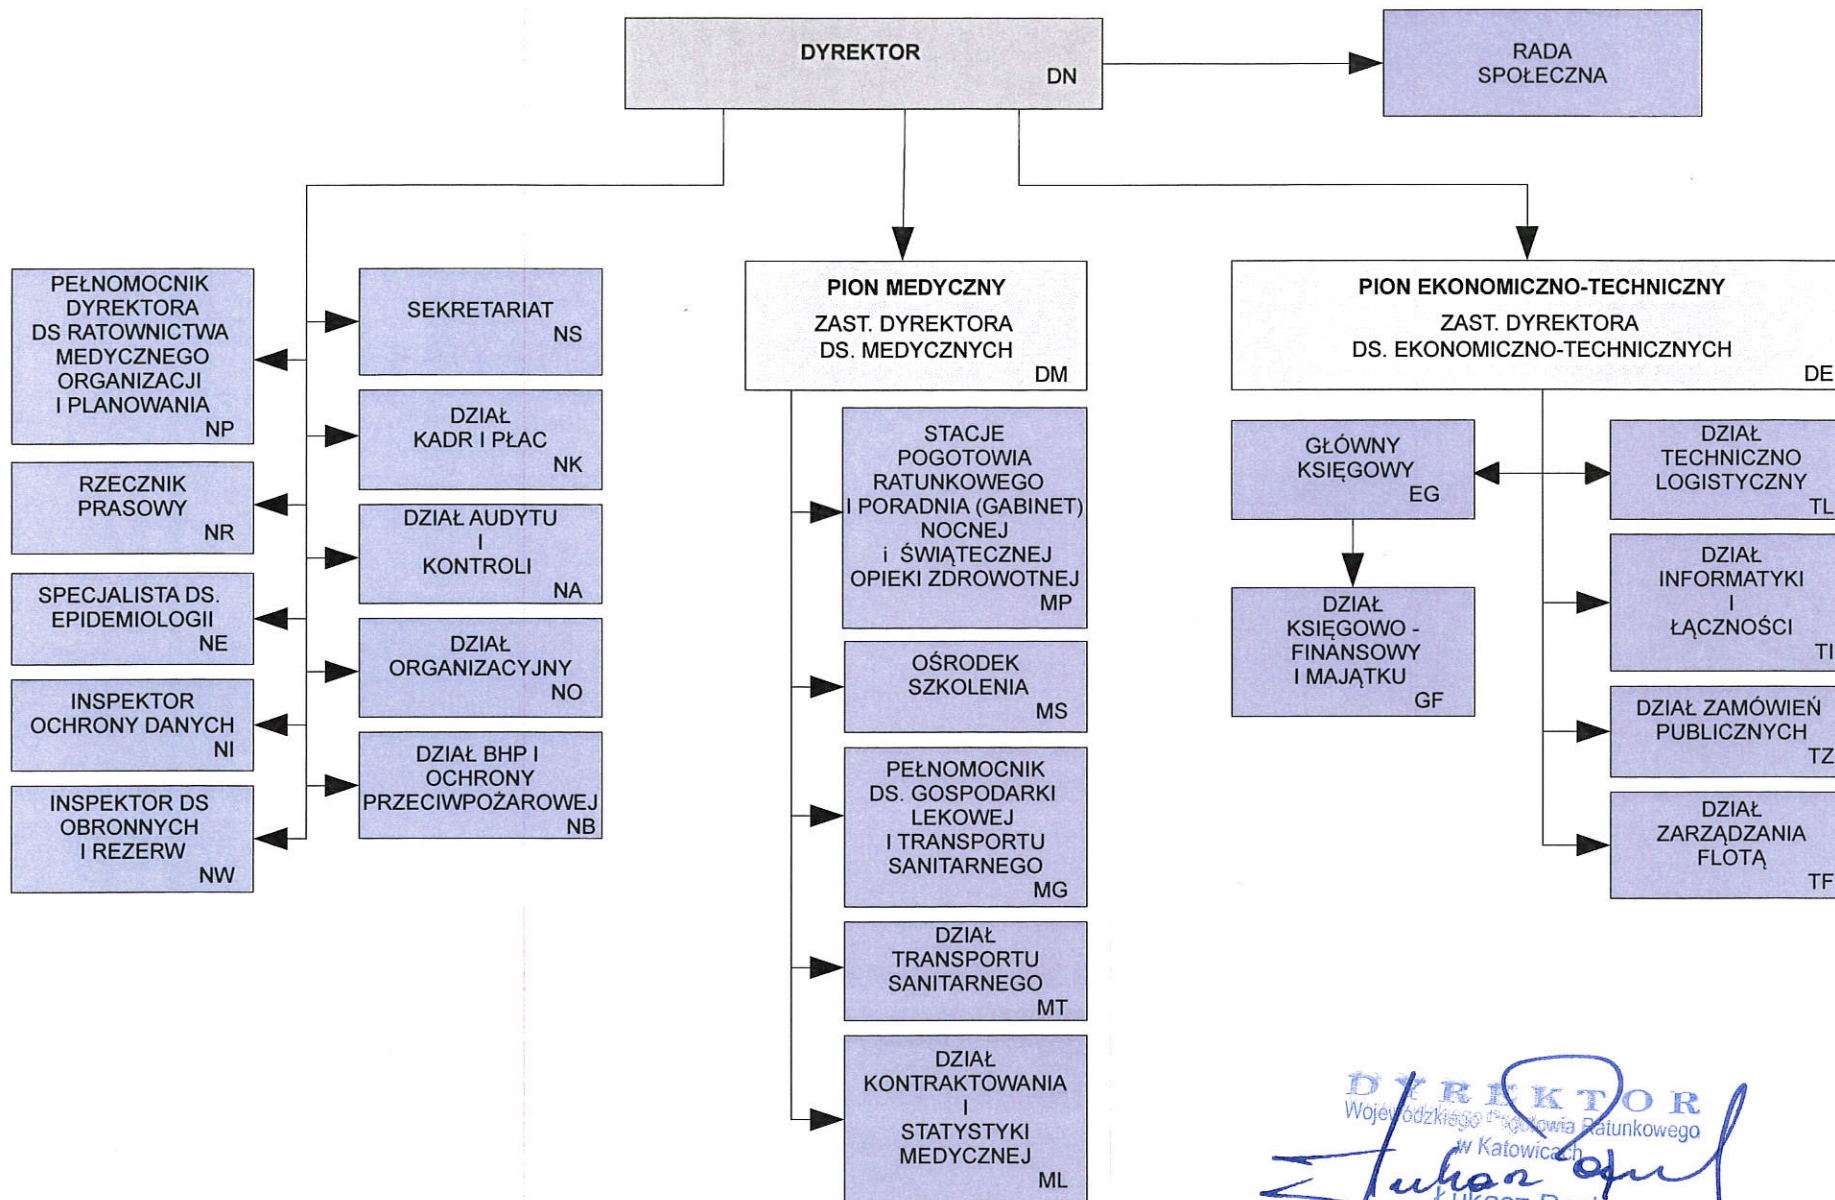 DYREKTOR
DN
RADA
SPOŁECZNA
PEŁNOMOCNIK
DYREKTORA
DS RATOWNICTWA
MEDYCZNEGO
ORGANIZACJI
I PLANOWANIA
NP
RZECZNIK
PRASOWY
NR
SPECJALISTA DS.
EPIDEMIOLOGII
NE
INSPEKTOR
OCHRONY DANYCH
NI
INSPEKTOR DS
OBRONNYCH
I REZERW
NW
SEKRETARIAT
NS
DZIAŁ
KADR I PŁAC
NK
DZIAŁ AUDYTU
I
KONTROLI
NA
DZIAŁ
ORGANIZACYJNY
NO
DZIAŁ BHP I
OCHRONY
PRZECIWPOŻAROWEJ
NB
PION MEDYCZNY
ZAST. DYREKTORA
DS. MEDYCZNYCH
DM
STACJE
POGOTOWIA
RATUNKOWEGO
I PORADNIA (GABINET)
NOCNEJ
i ŚWIĄTECZNEJ
OPIEKI ZDROWOTNEJ
MP
OŚRODEK
SZKOLENIA
MS
PEŁNOMOCNIK
DS. GOSPODARKI
LEKOWEJ
I TRANSPORTU
SANITARNEGO
MG
DZIAŁ
TRANSPORTU
SANITARNEGO
MT
DZIAŁ
KONTRAKTOWANIA
I
STATYSTYKI
MEDYCZNEJ
ML
PION EKONOMICZNO-TECHNICZNY
ZAST. DYREKTORA
DS. EKONOMICZNO-TECHNICZNYCH
DE
GŁÓWNY
KSIĘGOWY
EG
DZIAŁ
KSIĘGOWO -
FINANSOWY
I MAJĄTKU
GF
DZIAŁ
TECHNICZNO
LOGISTYCZNY
TL
DZIAŁ
INFORMATYKI
I
ŁĄCZNOŚCI
TI
DZIAŁ ZAMÓWIEŃ
PUBLICZNYCH
TZ
DZIAŁ
ZARZĄDZANIA
FLOTĄ
TF
DYREKTOR
Wojewódzkiego Pogotowia Ratunkowego
w Katowicach
Łukasz